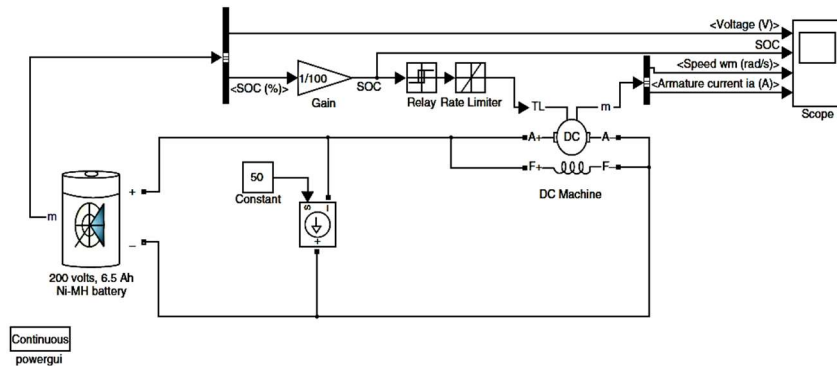 <Voltage (V)>
SOC
<Speed wm (rad/s)>
<Armature current ia (A)>
Scope
<SOC (%)>
1/100
Gain
SOC
Relay
Rate Limiter
TL
m
A+
DC
A–
F+
F–
DC Machine
50
Constant
s
–
+
m
+
–
200 volts, 6.5 Ah
Ni-MH battery
Continuous
powergui